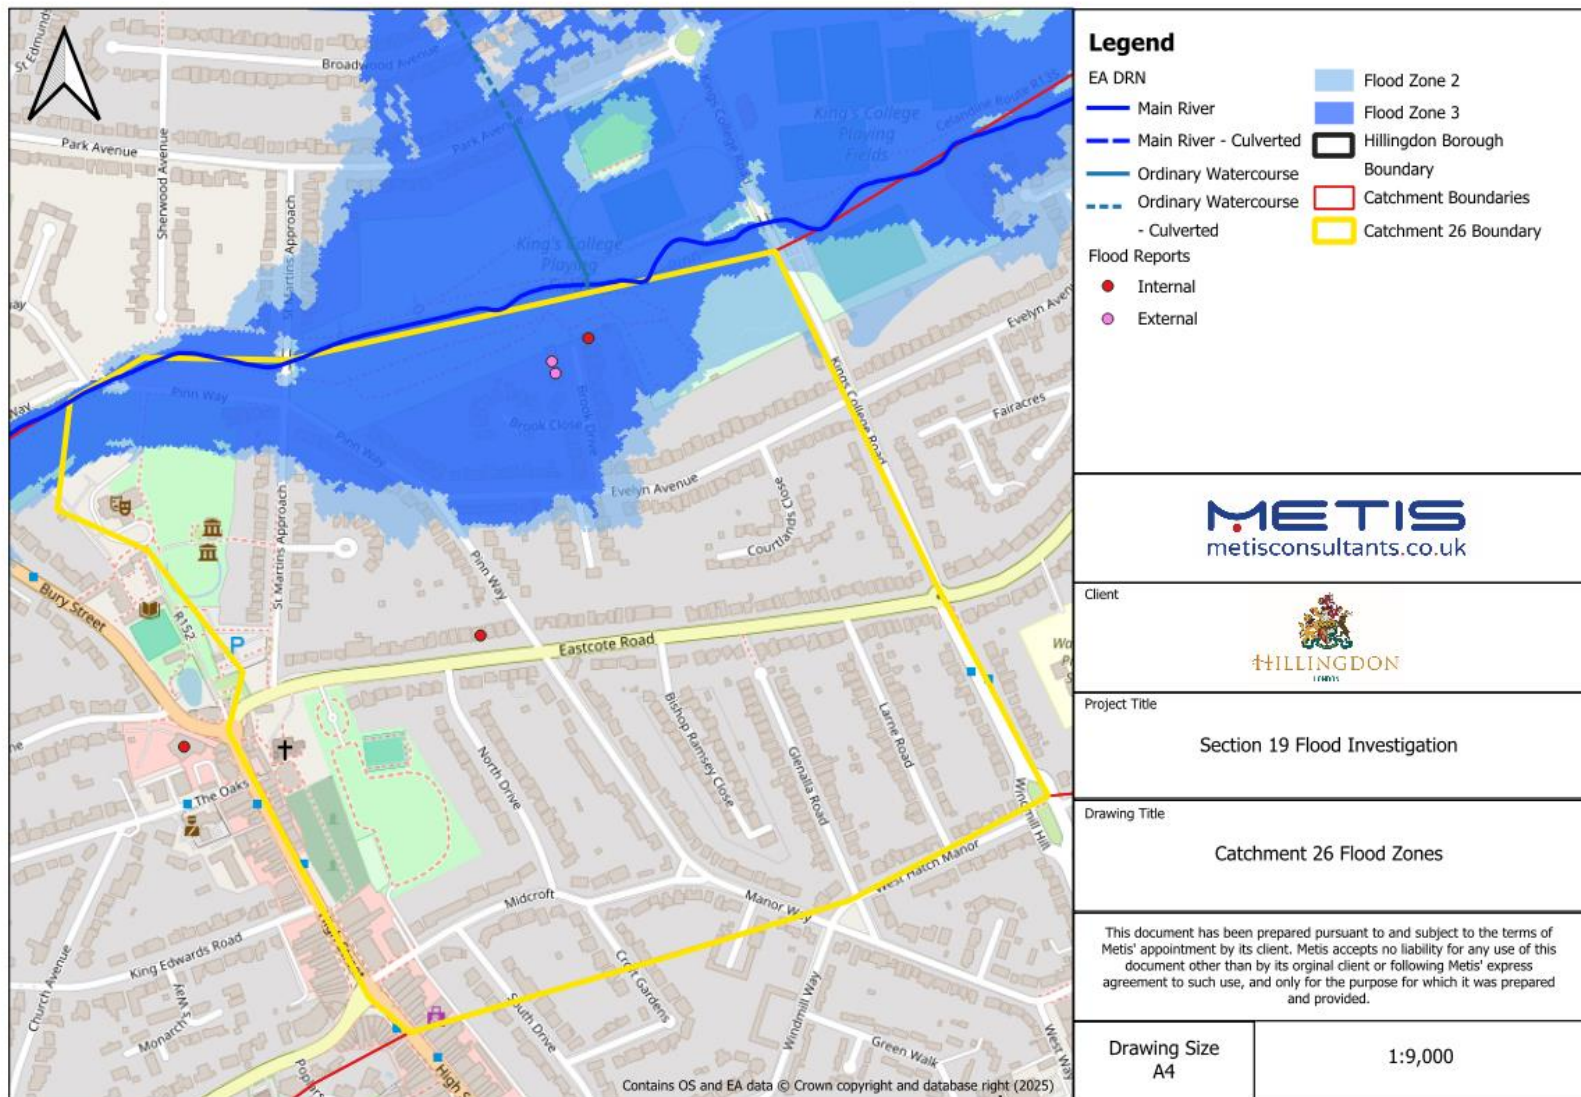 St Edmunds
Broadwood Avenue
Park Avenue
Park Avenue
Sherwood Avenue
St Martins Approach
Kings College Road
King's College
Playing
Fields
Celandine Route R135
King's College
Playing
Way
Pinn Way
Pinn Way
Brook Close
Brook Drive
Evelyn Avenue
Evelyn Avenue
Fairacres
Kings College Road
Courtlands Close
St Martins Approach
Pinn Way
Bury Street
R152
P
Eastcote Road
Bishop Ramsey Close
Glenalla Road
Larne Road
North Drive
The Oaks
Windmill Hill
West Hatch Manor
Manor Way
Midcroft
High Street
King Edwards Road
Church Avenue
Monarch's Way
Croft Gardens
South Drive
Windmill Way
Green Walk
West Way
High S
Contains OS and EA data © Crown copyright and database right (2025)
Legend
EA DRN
Main River
Main River - Culverted
Ordinary Watercourse
Ordinary Watercourse
- Culverted
Flood Reports
Internal
External
Flood Zone 2
Flood Zone 3
Hillingdon Borough
Boundary
Catchment Boundaries
Catchment 26 Boundary
METIS
metisconsultants.co.uk
Client
HILLINGDON
LONDON
Project Title
Section 19 Flood Investigation
Drawing Title
Catchment 26 Flood Zones
This document has been prepared pursuant to and subject to the terms of
Metis' appointment by its client. Metis accepts no liability for any use of this
document other than by its orginal client or following Metis' express
agreement to such use, and only for the purpose for which it was prepared
and provided.
Drawing Size
A4
1:9,000